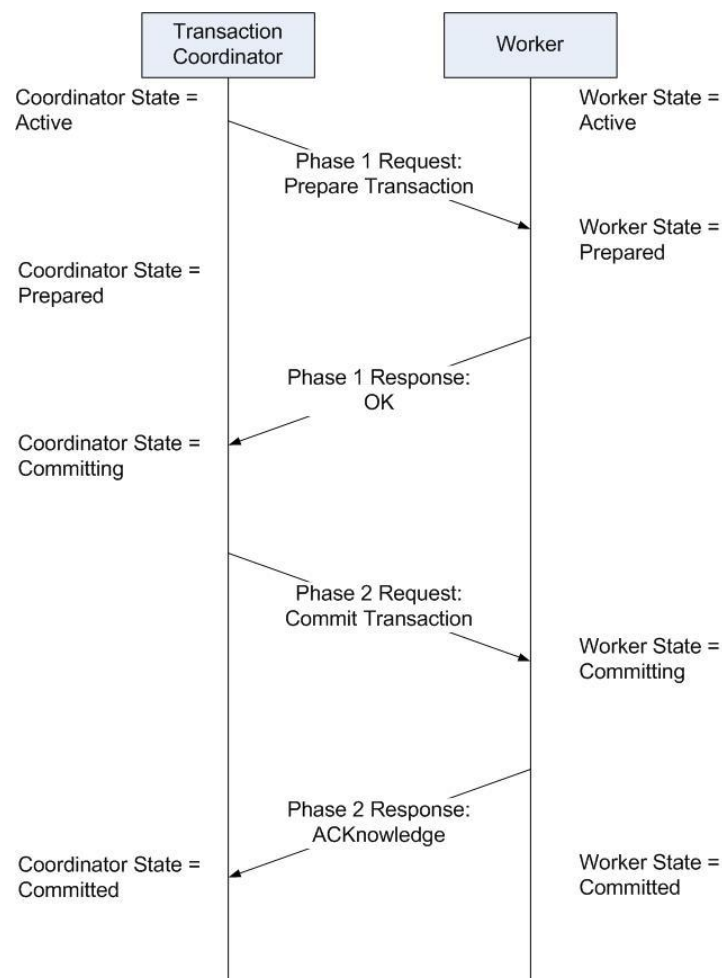 Transaction
Coordinator
Worker
Coordinator State =
Active
Worker State =
Active
Phase 1 Request:
Prepare Transaction
Worker State =
Prepared
Coordinator State =
Prepared
Phase 1 Response:
OK
Coordinator State =
Committing
Phase 2 Request:
Commit Transaction
Worker State =
Committing
Phase 2 Response:
ACKnowledge
Coordinator State =
Committed
Worker State =
Committed